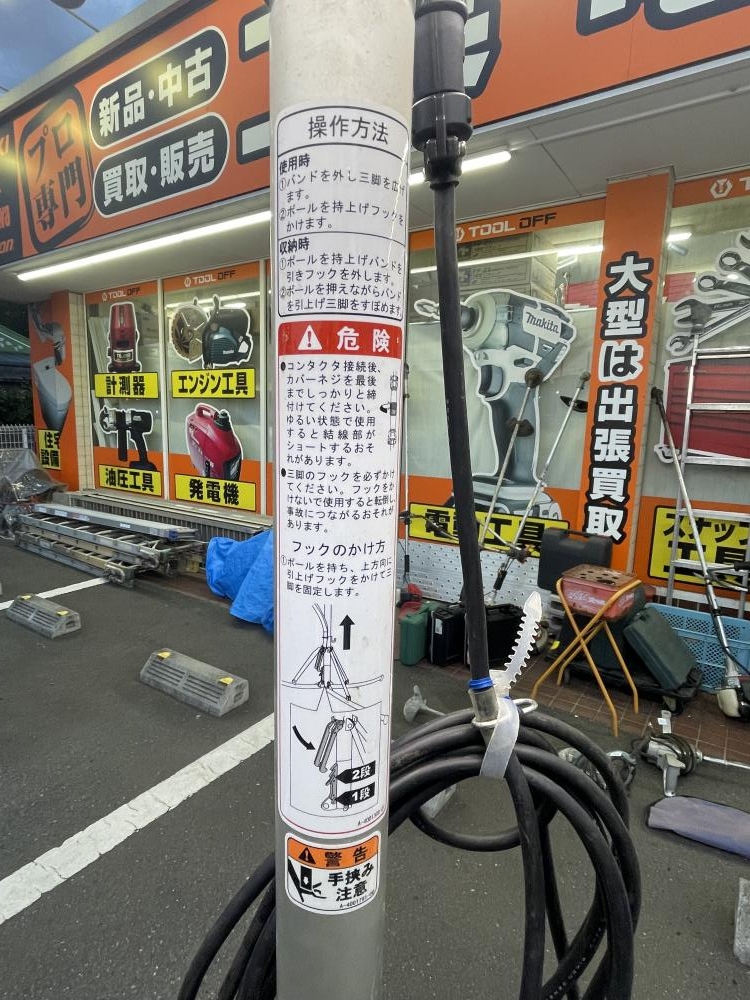 新品・中古
買取・販売
プロ
専門
操作方法
使用時
①バンドを外し三脚を広げ
ます。
②ポールを持上げフックを
かけます。
収納時
①ポールを持上げバンドを
引きフックを外します。
②ポールを押えながらバンド
を引上げ三脚をすぼめます
危険
●コンタクタ接続後、
カバーネジを最後
までしっかりと締
付けてください。
ゆるい状態で使用
すると結線部が
ショートするおそ
れがあります。
●三脚のフックを必ずかけ
てください。フックをか
けないで使用すると転倒し
事故につながるおそれが
あります。
フックのかけ方
①ポールを持ち、上方向に
引上げフックをかけて三
脚を固定します。
2段
1段
警告
手挟み
注意
TOOL OFF
TOOL OFF
TOOL OFF
計測器
エンジン工具
油圧工具
発電機
住宅
設備
makita
大型は出張買取
電動工具
スナップ
工具